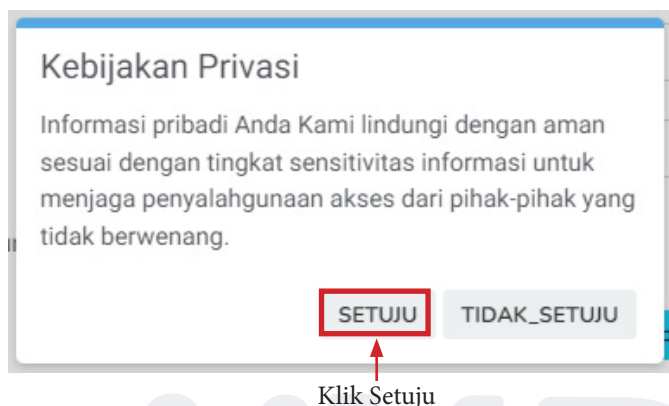 Kebijakan Privasi
Informasi pribadi Anda Kami lindungi dengan aman
sesuai dengan tingkat sensitivitas informasi untuk
menjaga penyalahgunaan akses dari pihak-pihak yang
tidak berwenang.
SETUJU TIDAK_SETUJU
Klik Setuju